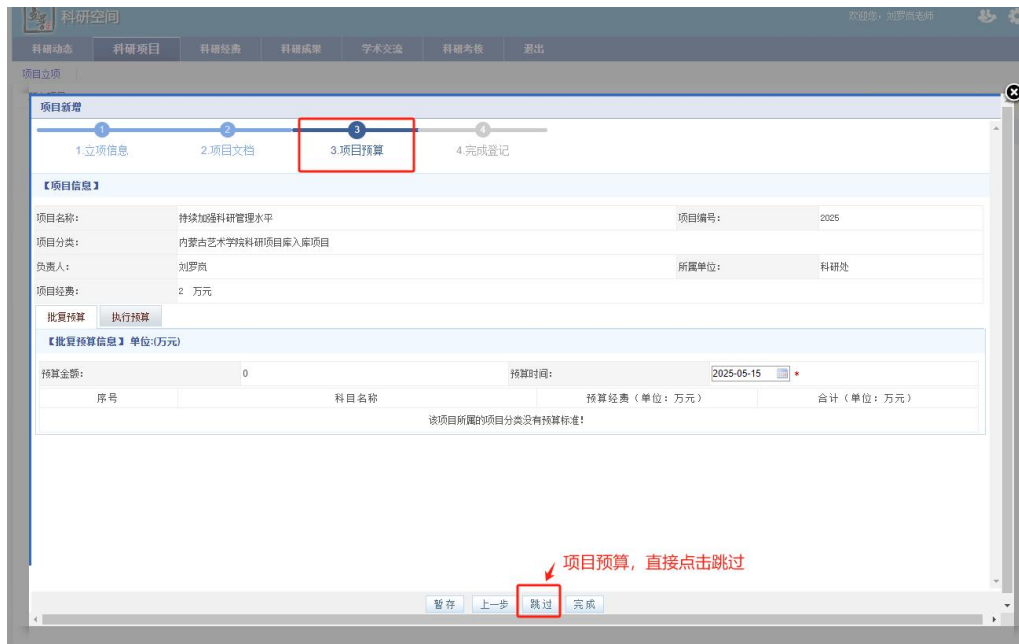 科研空间 欢迎您，刘罗岚老师
科研动态 科研项目 科研经费 科研成果 学术交流 科研考核 退出
项目立项
项目新增
1 2 3 4
1.立项信息 2.项目文档 3.项目预算 4.完成登记
【项目信息】
项目名称： 持续加强科研管理水平 项目编号： 2025
项目分类： 内蒙古艺术学院科研项目库入库项目
负责人： 刘罗岚 所属单位： 科研处
项目经费： 2 万元
批复预算 执行预算
【批复预算信息】单位:(万元)
预算金额： 0 预算时间： 2025-05-15 *
序号 科目名称 预算经费（单位：万元） 合计（单位：万元）
该项目所属的项目分类没有预算标准！
项目预算，直接点击跳过
暂存 上一步 跳过 完成